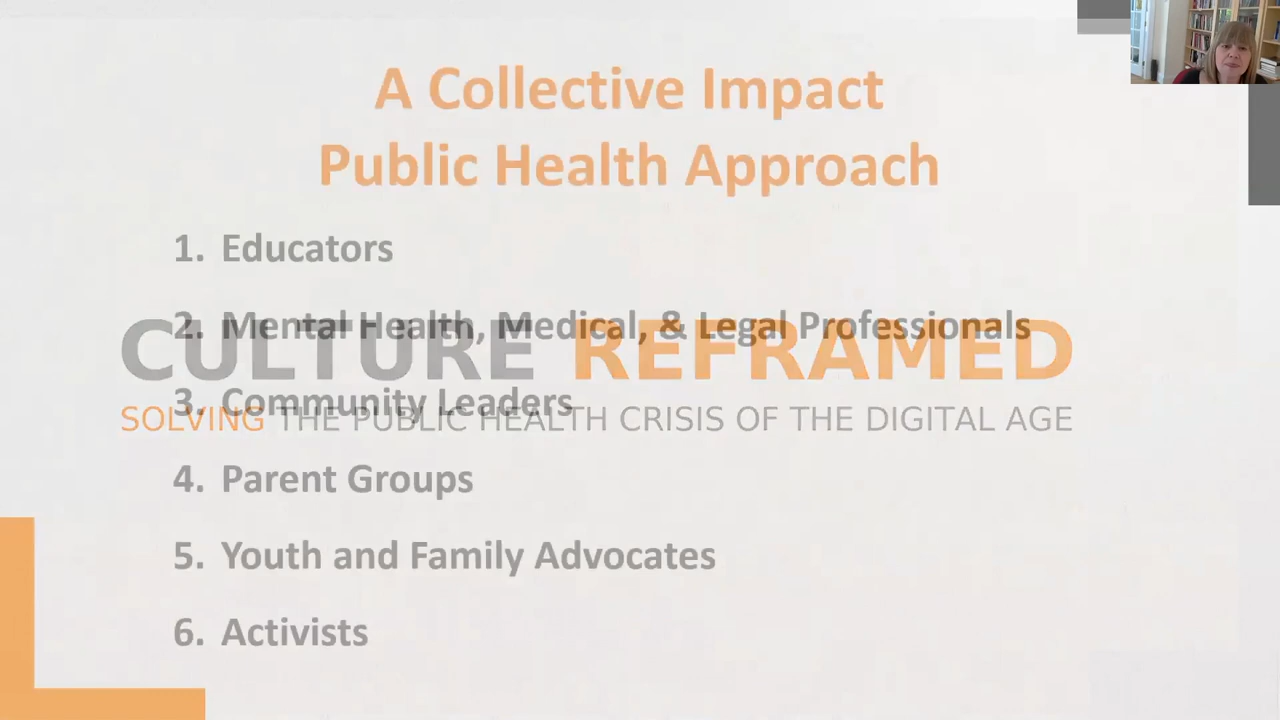 A Collective Impact
Public Health Approach
1. Educators
2. Mental Health, Medical, & Legal Professionals
CULTURE REFRAMED
3. Community Leaders
SOLVING THE PUBLIC HEALTH CRISIS OF THE DIGITAL AGE
4. Parent Groups
5. Youth and Family Advocates
6. Activists